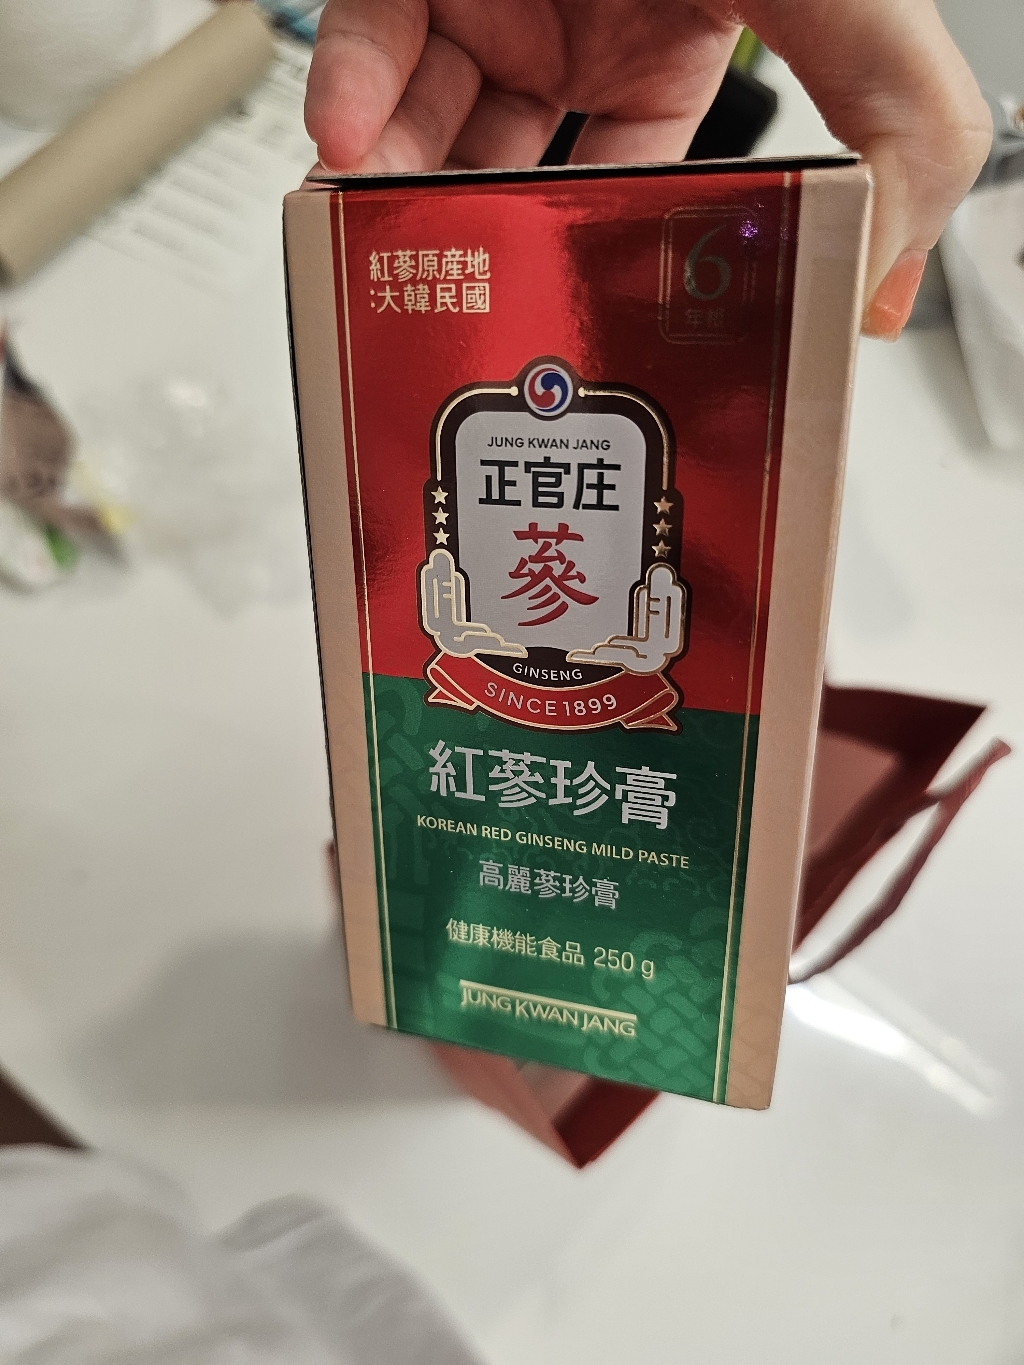 紅蔘原産地
:大韓民國
6
年根
JUNG KWAN JANG
正官庄
蔘
GINSENG
SINCE 1899
紅蔘珍膏
KOREAN RED GINSENG MILD PASTE
高麗蔘珍膏
健康機能食品 250 g
JUNG KWAN JANG